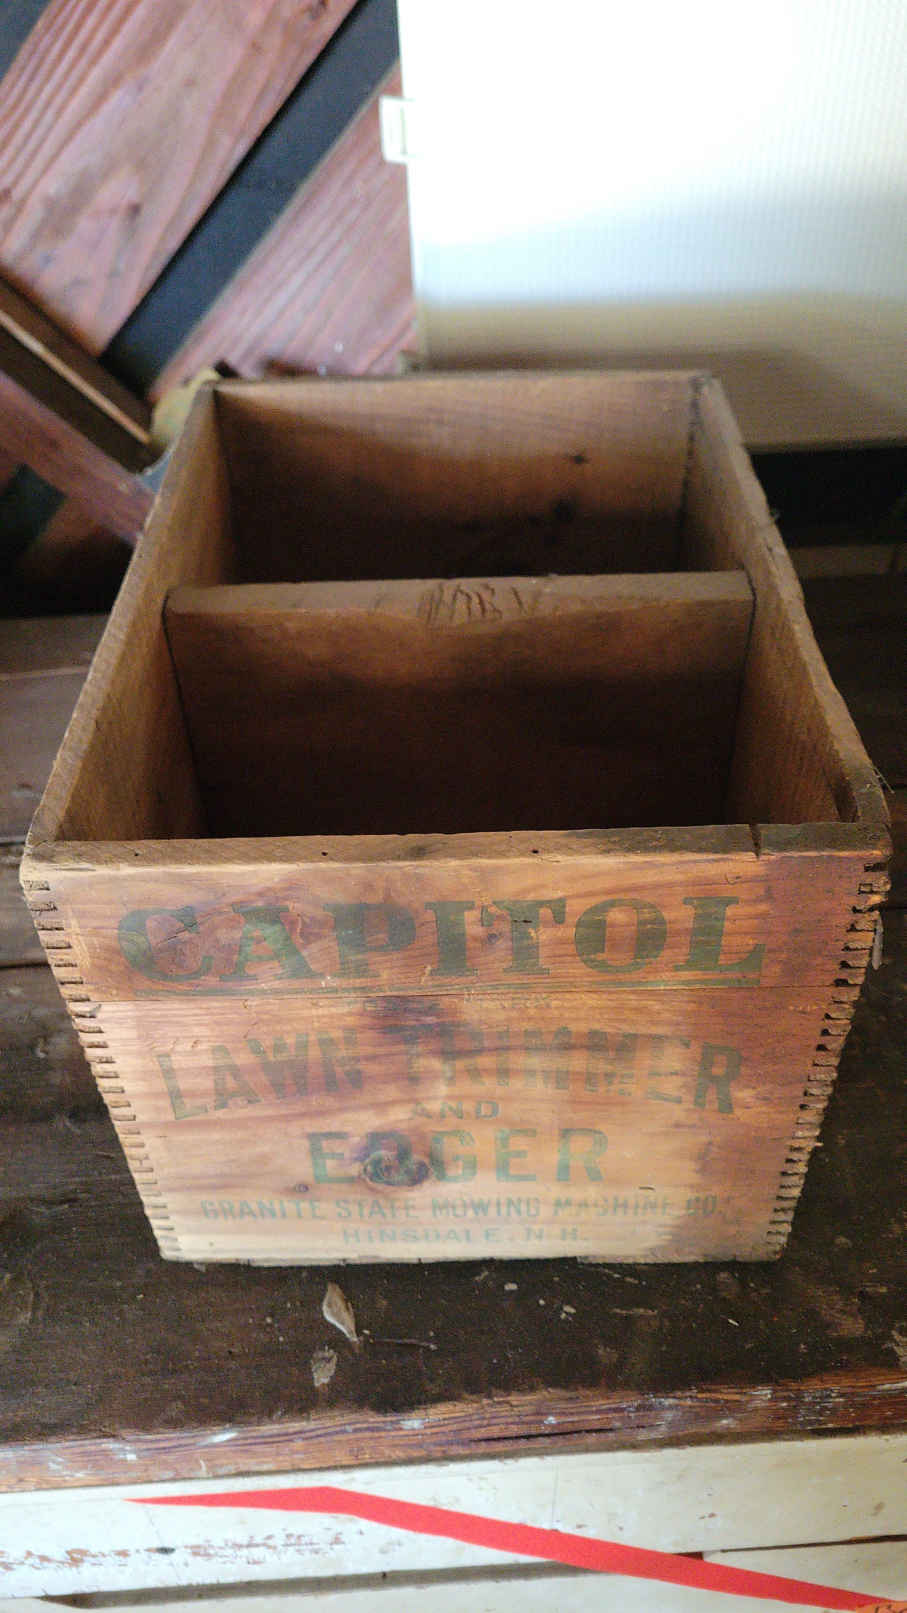 CAPITOL
LAWN TRIMMER
AND
EDGER
GRANITE STATE MOWING MACHINE CO.
HINSDALE, N.H.